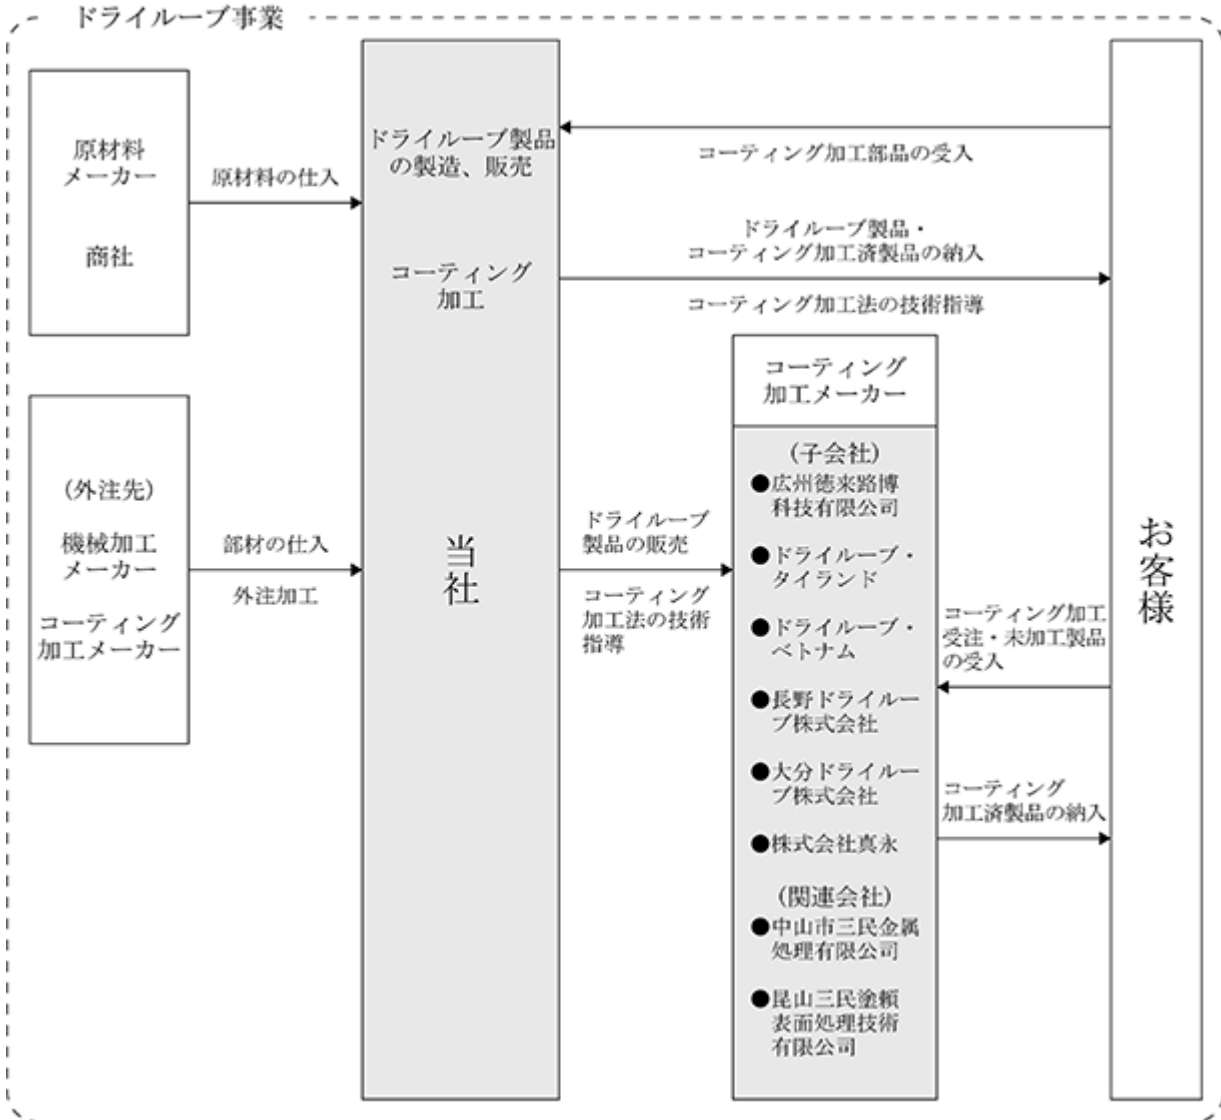 ドライルーブ事業
原材料
メーカー
商社
原材料の仕入
ドライルーブ製品
の製造、販売
コーティング
加工
コーティング加工部品の受入
ドライルーブ製品・
コーティング加工済製品の納入
コーティング加工法の技術指導
(外注先)
機械加工
メーカー
コーティング
加工メーカー
部材の仕入
外注加工
当社
ドライルーブ
製品の販売
コーティング
加工法の技術
指導
コーティング
加工メーカー
(子会社)
●広州徳来路博
科技有限公司
●ドライルーブ・
タイランド
●ドライルーブ・
ベトナム
●長野ドライルー
ブ株式会社
●大分ドライルー
ブ株式会社
●株式会社真永
(関連会社)
●中山市三民金属
処理有限公司
●昆山三民塗頼
表面処理技術
有限公司
コーティング加工
受注・未加工製品
の受入
コーティング
加工済製品の納入
お客様